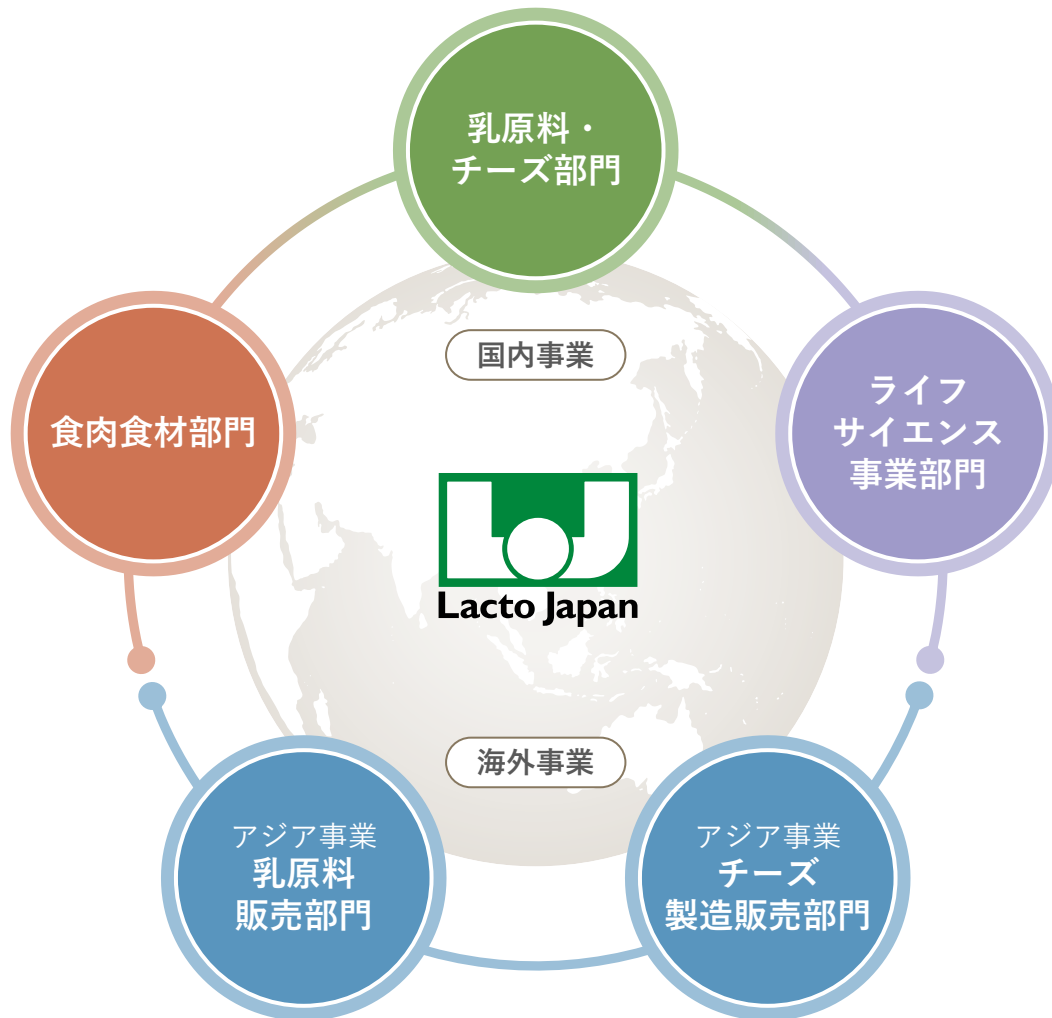 乳原料・
チーズ部門
国内事業
食肉食材部門
ライフ
サイエンス
事業部門
Lacto Japan
海外事業
アジア事業
乳原料
販売部門
アジア事業
チーズ
製造販売部門